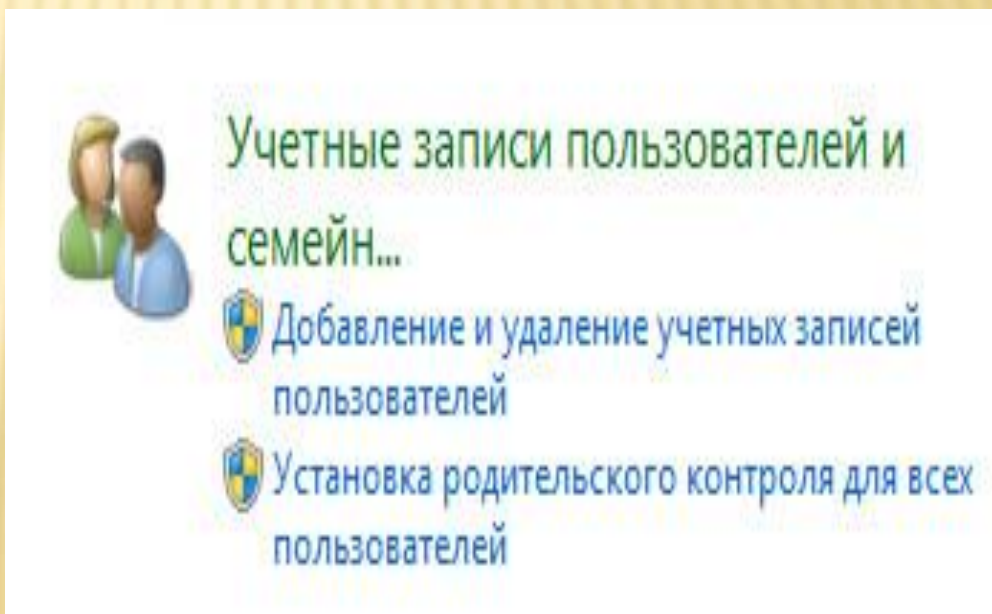 Учетные записи пользователей и
семейн...
Добавление и удаление учетных записей
пользователей
Установка родительского контроля для всех
пользователей